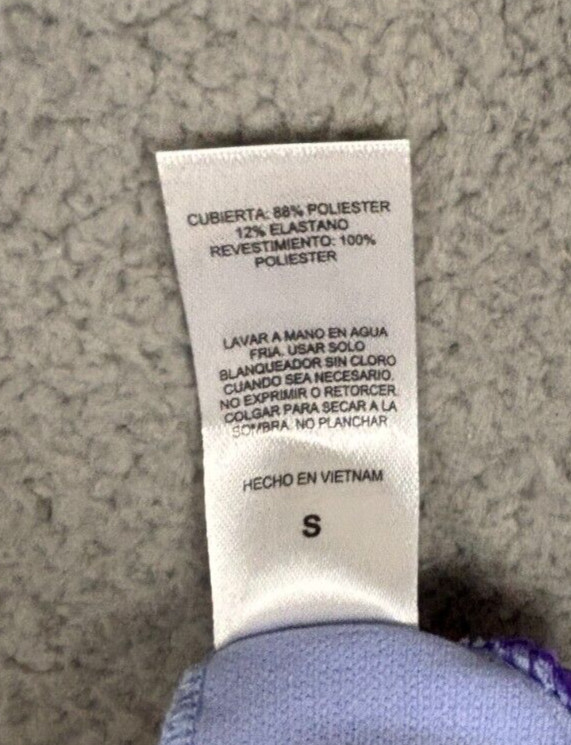 CUBIERTA: 88% POLIESTER
12% ELASTANO
REVESTIMIENTO: 100%
POLIESTER
LAVAR A MANO EN AGUA
FRIA. USAR SOLO
BLANQUEADOR SIN CLORO
CUANDO SEA NECESARIO.
NO EXPRIMIR O RETORCER.
COLGAR PARA SECAR A LA
SOMBRA. NO PLANCHAR
HECHO EN VIETNAM
S